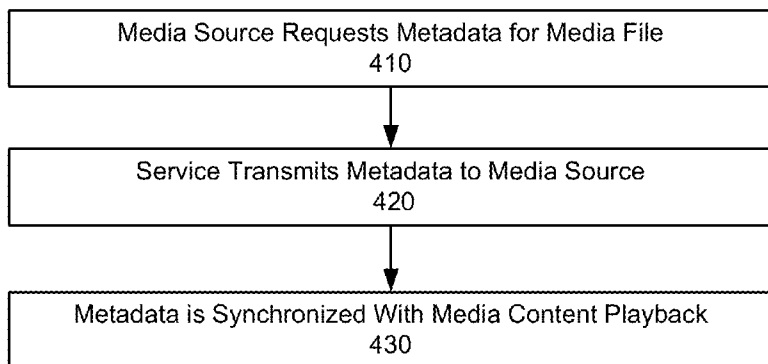 Media Source Requests Metadata for Media File
410
Service Transmits Metadata to Media Source
420
Metadata is Synchronized With Media Content Playback
430